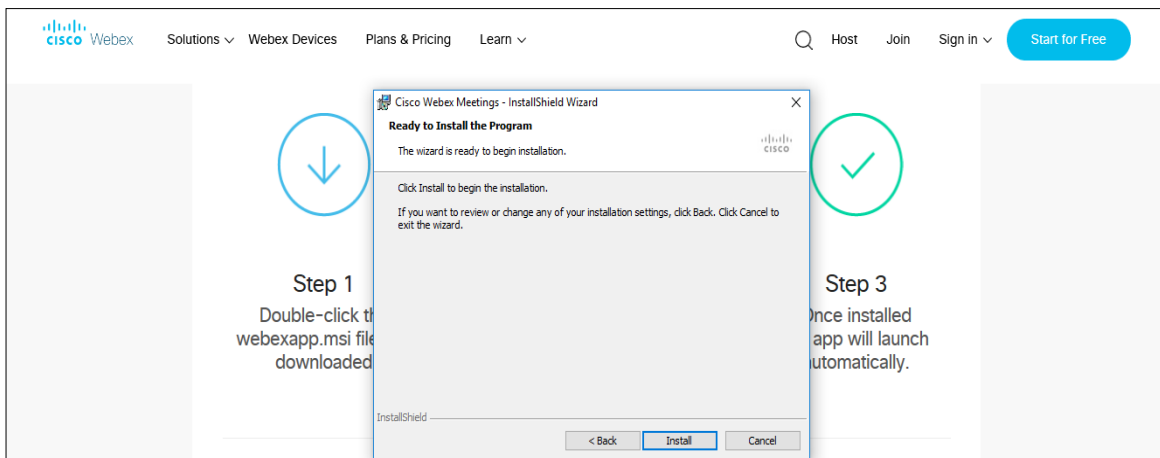 cisco Webex Solutions Webex Devices Plans & Pricing Learn Host Join Sign in Start for Free
Cisco Webex Meetings - InstallShield Wizard X
Ready to Install the Program
The wizard is ready to begin installation.
CISCO
Click Install to begin the installation.
If you want to review or change any of your installation settings, click Back. Click Cancel to
exit the wizard.
Step 1
Double-click
webexapp.msi
downloaded
Step 3
installed
app will launch
automatically.
InstallShield
< Back Install Cancel